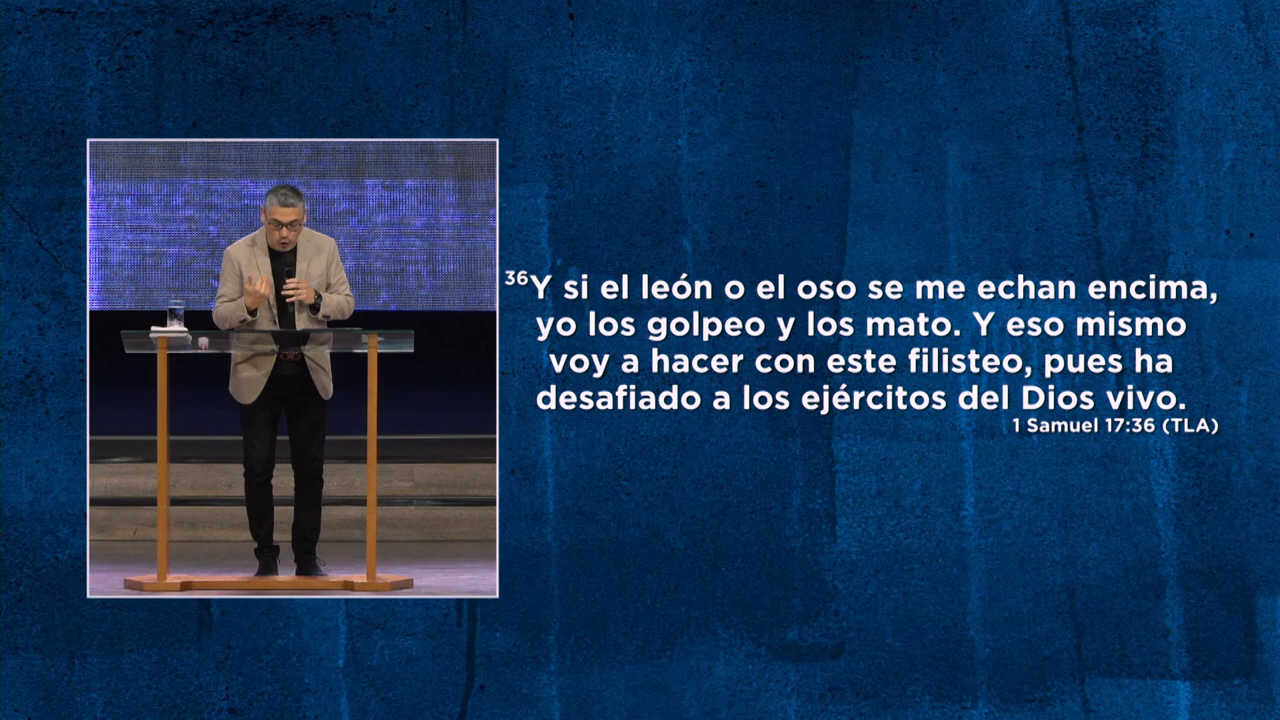 36Y si el león o el oso se me echan encima,
yo los golpeo y los mato. Y eso mismo
voy a hacer con este filisteo, pues ha
desafiado a los ejércitos del Dios vivo.
1 Samuel 17:36 (TLA)